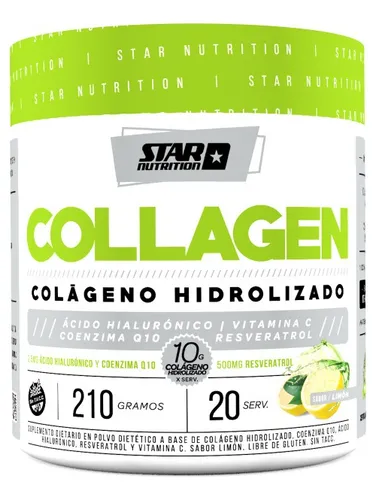 STAR NUTRITION
STAR
NUTRITION
COLLAGEN
COLÁGENO HIDROLIZADO
ÁCIDO HIALURÓNICO | VITAMINA C
COENZIMA Q10 | RESVERATROL
ÁCIDO HIALURÓNICO Y COENZIMA Q10
10G
COLÁGENO
HIDROLIZADO
X SERV.
500MG RESVERATROL
SIN T.A.C.C.
210 GRAMOS
20 SERV.
SABOR / LIMÓN
SUPLEMENTO DIETARIO EN POLVO DIETÉTICO A BASE DE COLÁGENO HIDROLIZADO, COENZIMA Q10, ÁCIDO
HIALURÓNICO, RESVERATROL Y VITAMINA C. SABOR LIMÓN. LIBRE DE GLUTEN. SIN TACC.